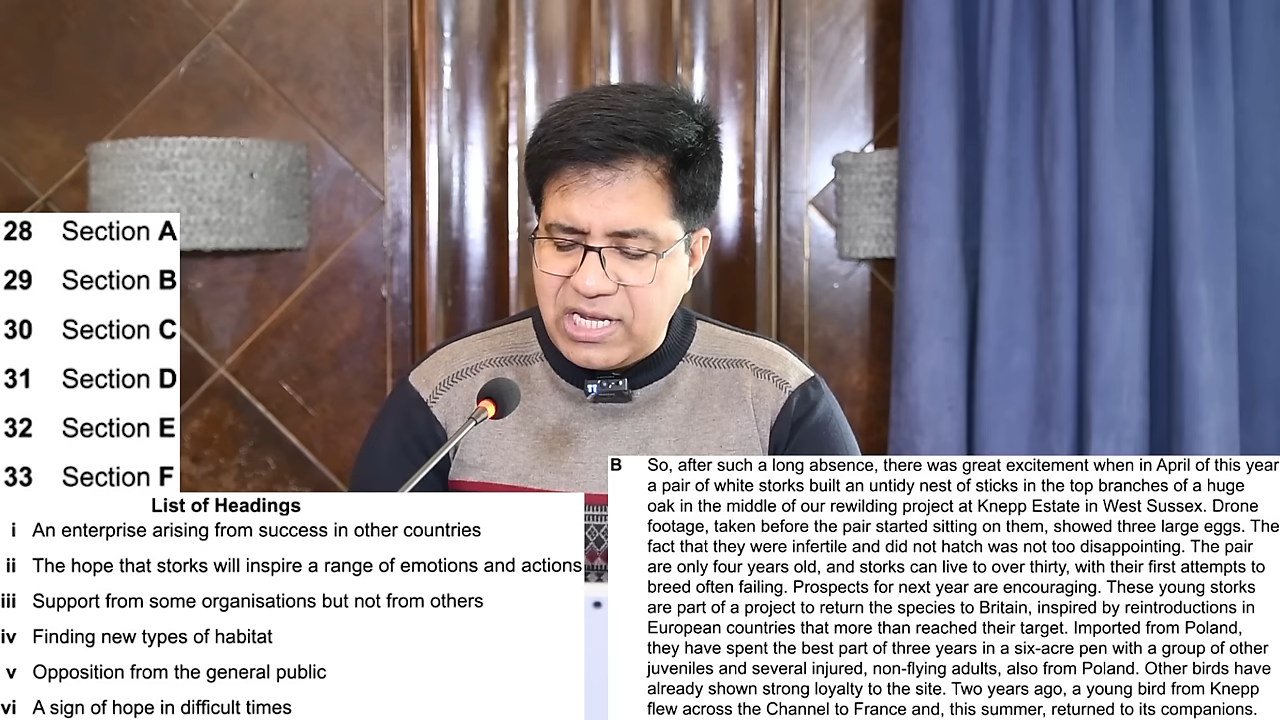 28 Section A
29 Section B
30 Section C
31 Section D
32 Section E
33 Section F
List of Headings
i An enterprise arising from success in other countries
ii The hope that storks will inspire a range of emotions and actions
iii Support from some organisations but not from others
iv Finding new types of habitat
v Opposition from the general public
vi A sign of hope in difficult times
B So, after such a long absence, there was great excitement when in April of this year
a pair of white storks built an untidy nest of sticks in the top branches of a huge
oak in the middle of our rewilding project at Knepp Estate in West Sussex. Drone
footage, taken before the pair started sitting on them, showed three large eggs. The
fact that they were infertile and did not hatch was not too disappointing. The pair
are only four years old, and storks can live to over thirty, with their first attempts to
breed often failing. Prospects for next year are encouraging. These young storks
are part of a project to return the species to Britain, inspired by reintroductions in
European countries that more than reached their target. Imported from Poland,
they have spent the best part of three years in a six-acre pen with a group of other
juveniles and several injured, non-flying adults, also from Poland. Other birds have
already shown strong loyalty to the site. Two years ago, a young bird from Knepp
flew across the Channel to France and, this summer, returned to its companions.